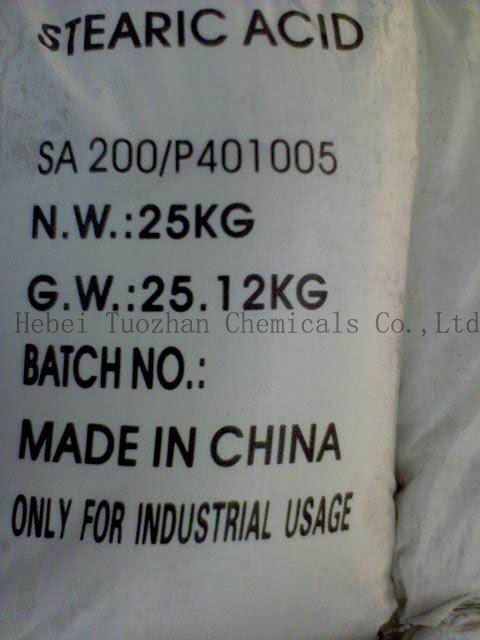 STEARIC ACID
SA 200/P401005
N.W.:25KG
G.W.:25.12KG
Hebei Tuozhan Chemicals Co.,Ltd
BATCH NO.:
MADE IN CHINA
ONLY FOR INDUSTRIAL USAGE